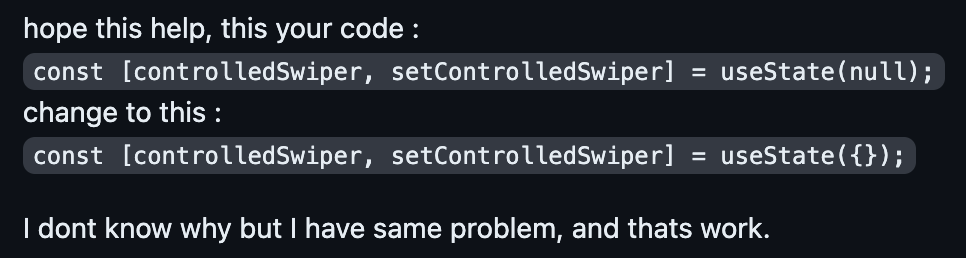 hope this help, this your code :
const [controlledSwiper, setControlledSwiper] = useState(null);
change to this :
const [controlledSwiper, setControlledSwiper] = useState({});
I dont know why but I have same problem, and thats work.